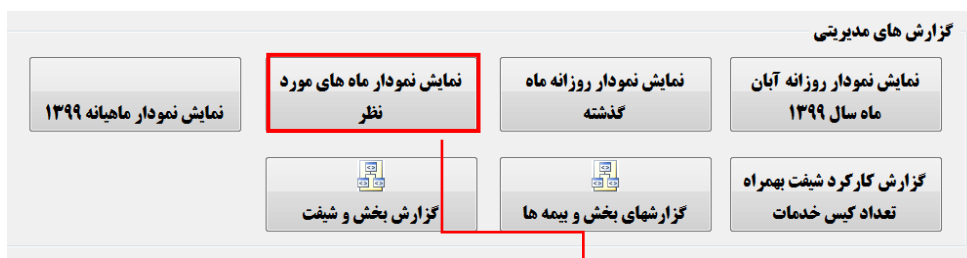 گزارش های مدیریتی
نمایش نمودار روزانه آبان
ماه سال ۱۳۹۹
نمایش نمودار روزانه ماه
گذشته
نمایش نمودار ماه های مورد
نظر
نمایش نمودار ماهیانه ۱۳۹۹
گزارش کارکرد شیفت بهمراه
تعداد کیس خدمات
گزارشهای بخش و بیمه ها
گزارش بخش و شیفت